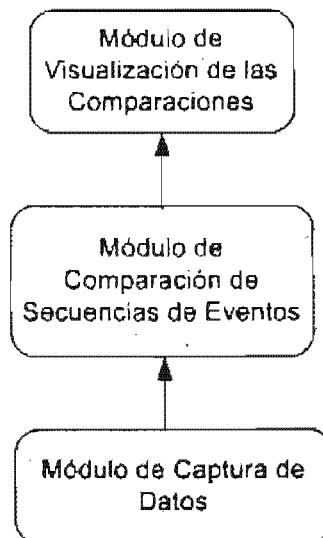 Módulo de
Visualización de las
Comparaciones
Módulo de
Comparación de
Secuencias de Eventos
Módulo de Captura de
Datos